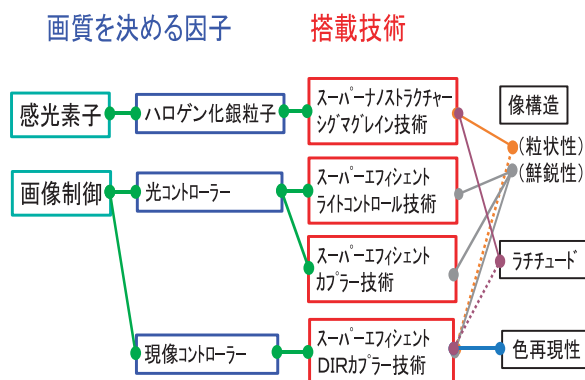 画質を決める因子
搭載技術
感光素子
ハロゲン化銀粒子
スーパーナノストラクチャー
シグマグレイン技術
像構造
(粒状性)
(鮮鋭性)
画像制御
光コントローラー
スーパーエフィシェント
ライトコントロール技術
スーパーエフィシェント
カプラー技術
ラチチュード
現像コントローラー
スーパーエフィシェント
DIRカプラー技術
色再現性